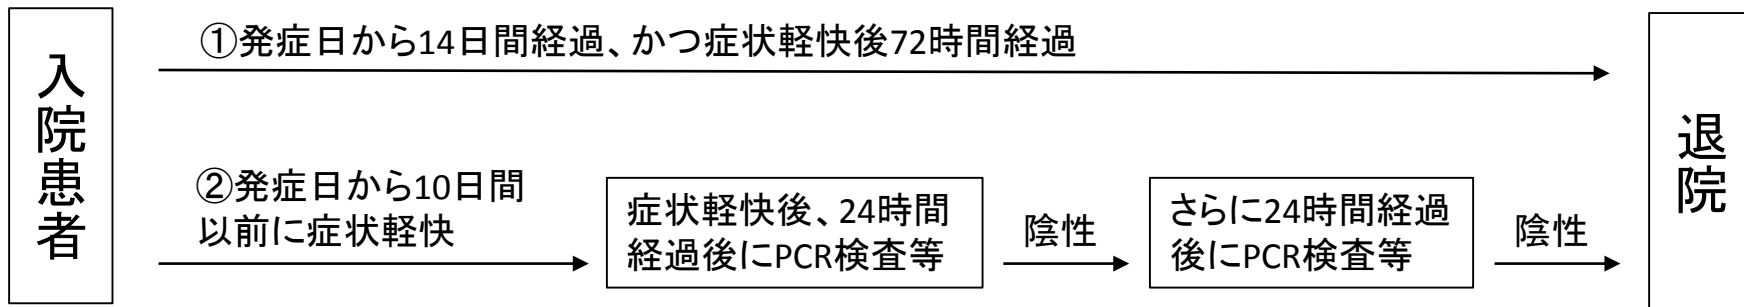 入院患者
①発症日から14日間経過、かつ症状軽快後72時間経過
②発症日から10日間
以前に症状軽快
症状軽快後、24時間
経過後にPCR検査等
陰性
さらに24時間経過
後にPCR検査等
陰性
退院